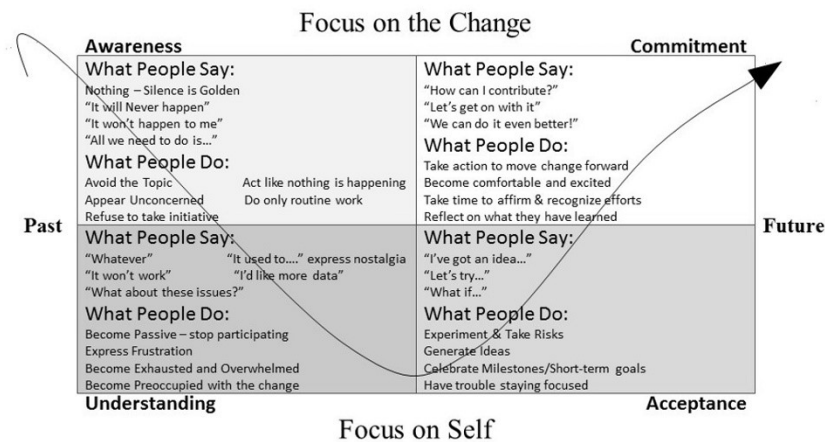 Focus on the Change
Awareness
Commitment
What People Say:
Nothing – Silence is Golden
“It will Never happen”
“It won’t happen to me”
“All we need to do is…”
What People Do:
Avoid the Topic Act like nothing is happening
Appear Unconcerned Do only routine work
Refuse to take initiative
What People Say:
“How can I contribute?”
“Let’s get on with it”
“We can do it even better!”
What People Do:
Take action to move change forward
Become comfortable and excited
Take time to affirm & recognize efforts
Reflect on what they have learned
Past
Future
What People Say:
“Whatever” “It used to....” express nostalgia
“It won’t work” “I’d like more data”
“What about these issues?”
What People Do:
Become Passive – stop participating
Express Frustration
Become Exhausted and Overwhelmed
Become Preoccupied with the change
What People Say:
“I’ve got an idea…”
“Let’s try…”
“What if…”
What People Do:
Experiment & Take Risks
Generate Ideas
Celebrate Milestones/Short-term goals
Have trouble staying focused
Understanding
Acceptance
Focus on Self